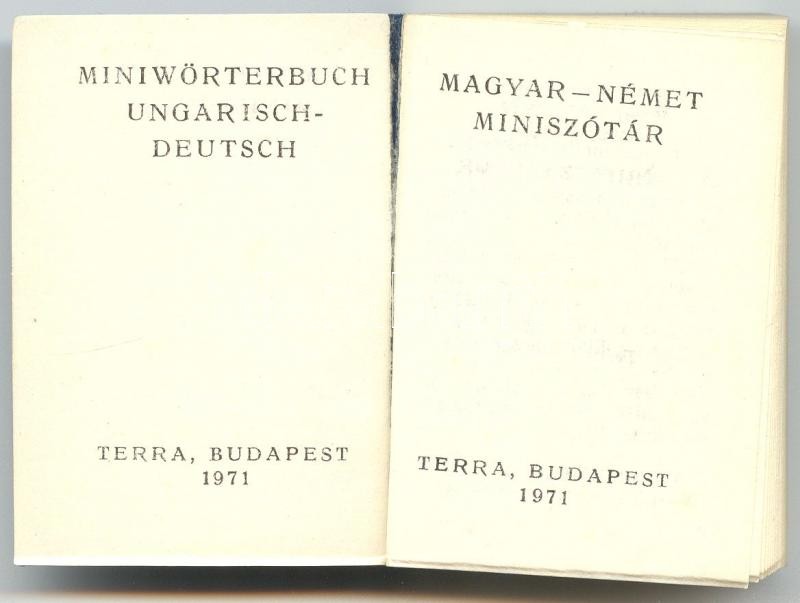 MINIWÖRTERBUCH
UNGARISCH-
DEUTSCH
TERRA, BUDAPEST
1971
MAGYAR–NÉMET
MINISZÓTÁR
TERRA, BUDAPEST
1971